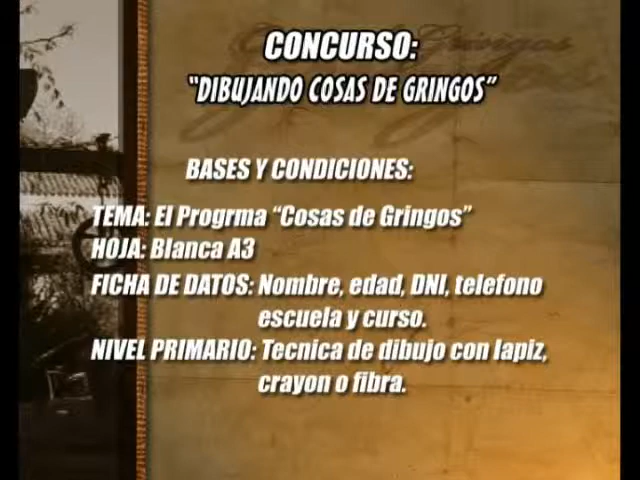 CONCURSO:
"DIBUJANDO COSAS DE GRINGOS"
BASES Y CONDICIONES:
TEMA: El Progrma "Cosas de Gringos"
HOJA: Blanca A3
FICHA DE DATOS: Nombre, edad, DNI, telefono
escuela y curso.
NIVEL PRIMARIO: Tecnica de dibujo con lapiz,
crayon o fibra.